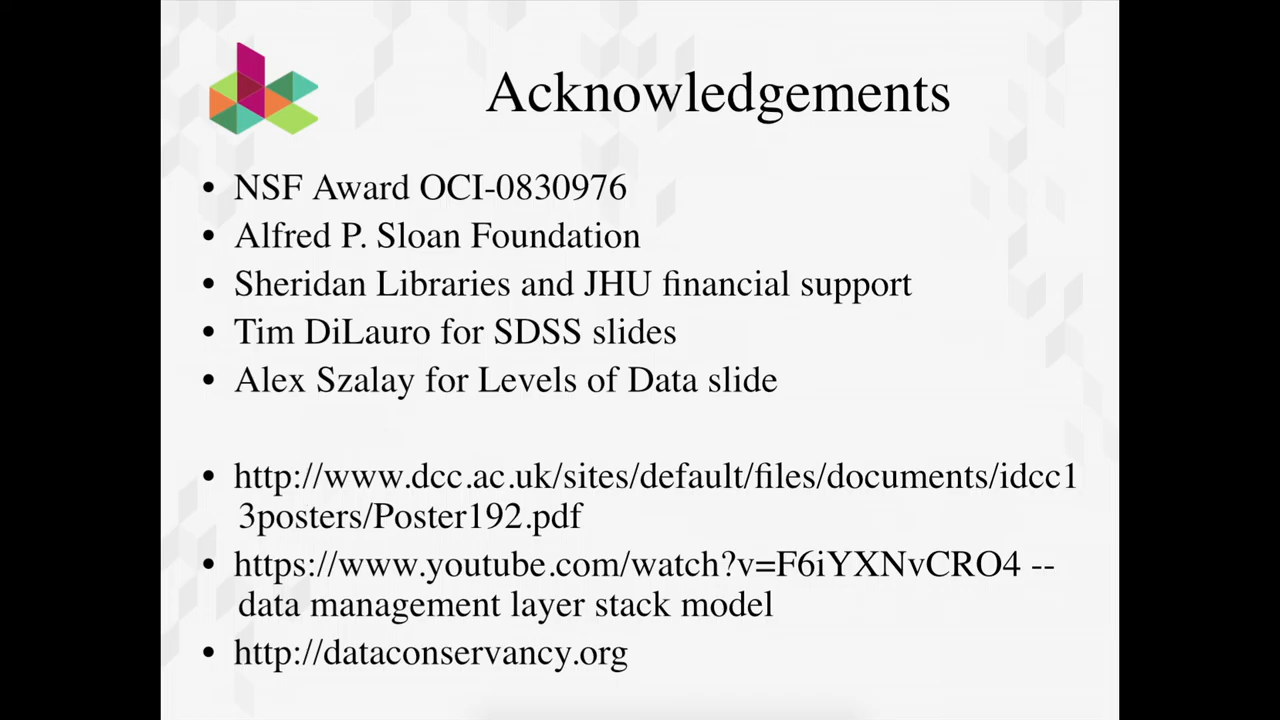 Acknowledgements
• NSF Award OCI-0830976
• Alfred P. Sloan Foundation
• Sheridan Libraries and JHU financial support
• Tim DiLauro for SDSS slides
• Alex Szalay for Levels of Data slide
• http://www.dcc.ac.uk/sites/default/files/documents/idcc1
3posters/Poster192.pdf
• https://www.youtube.com/watch?v=F6iYXNvCRO4 --
data management layer stack model
• http://dataconservancy.org